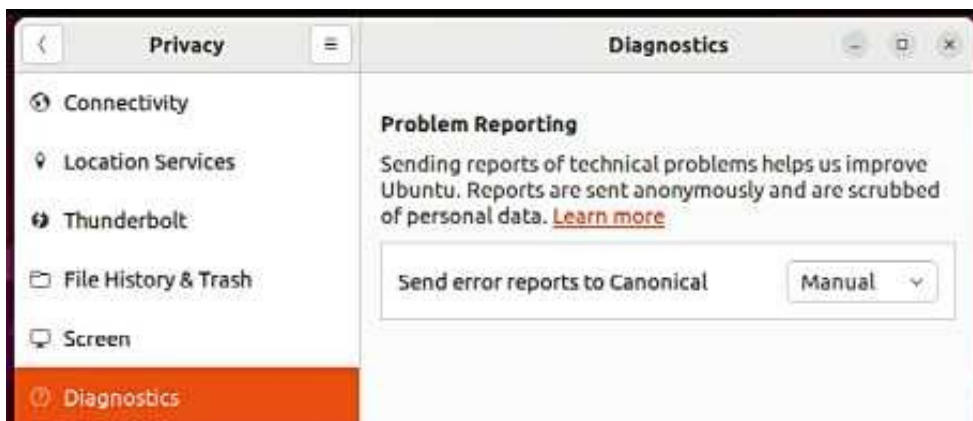 Privacy
Diagnostics
Connectivity
Location Services
Thunderbolt
File History & Trash
Screen
Diagnostics
Problem Reporting
Sending reports of technical problems helps us improve
Ubuntu. Reports are sent anonymously and are scrubbed
of personal data. Learn more
Send error reports to Canonical
Manual